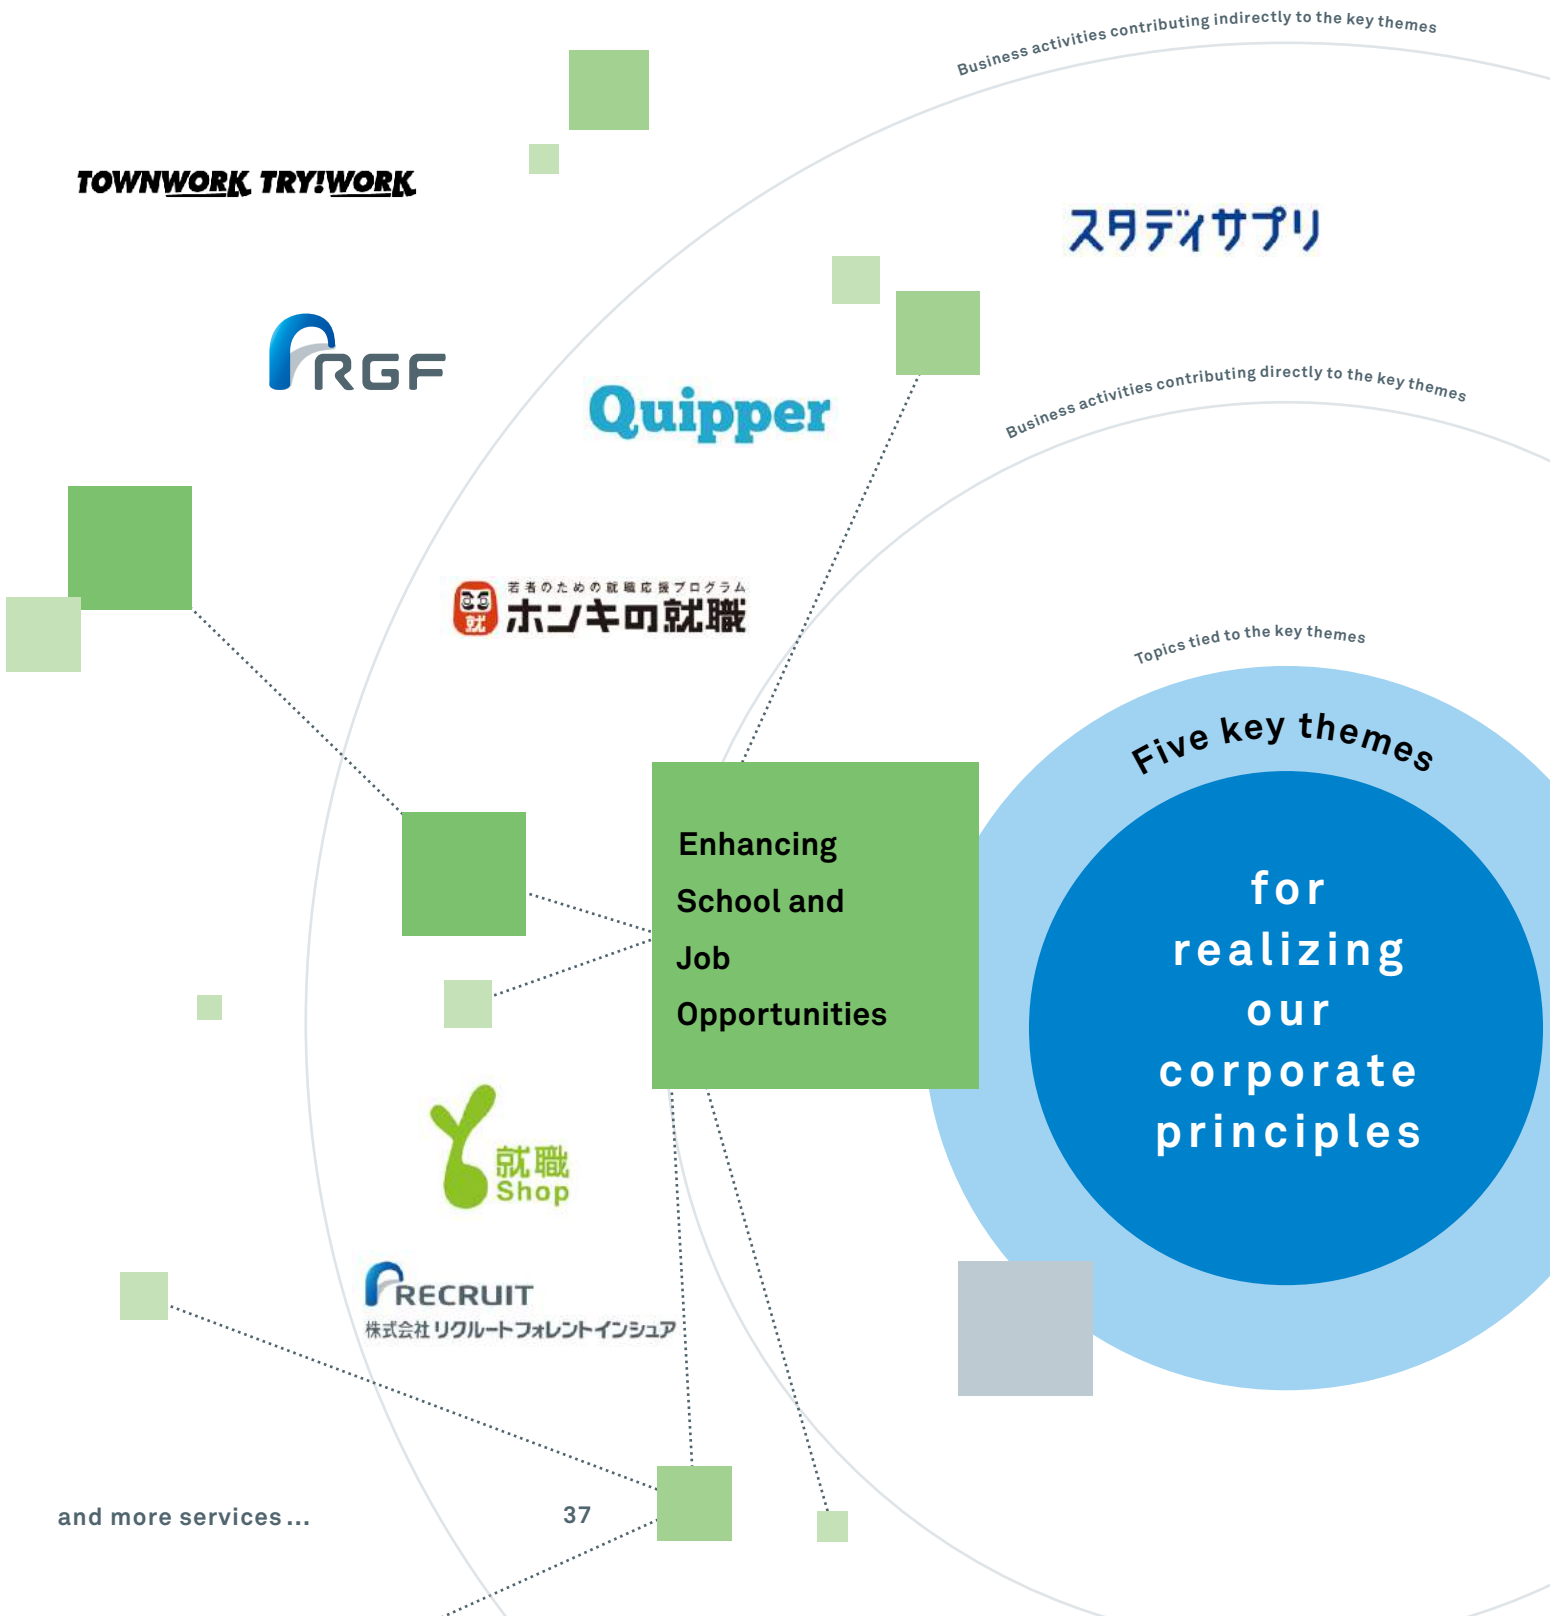 Business activities contributing indirectly to the key themes
TOWNWORK TRY!WORK
スタディサプリ
RGF
Business activities contributing directly to the key themes
Quipper
若者のための就職応援プログラム
就
ホンキの就職
Topics tied to the key themes
Five key themes
for
realizing
our
corporate
principles
Enhancing
School and
Job
Opportunities
就職
Shop
RECRUIT
株式会社 リクルートフォレントインシュア
and more services...
37